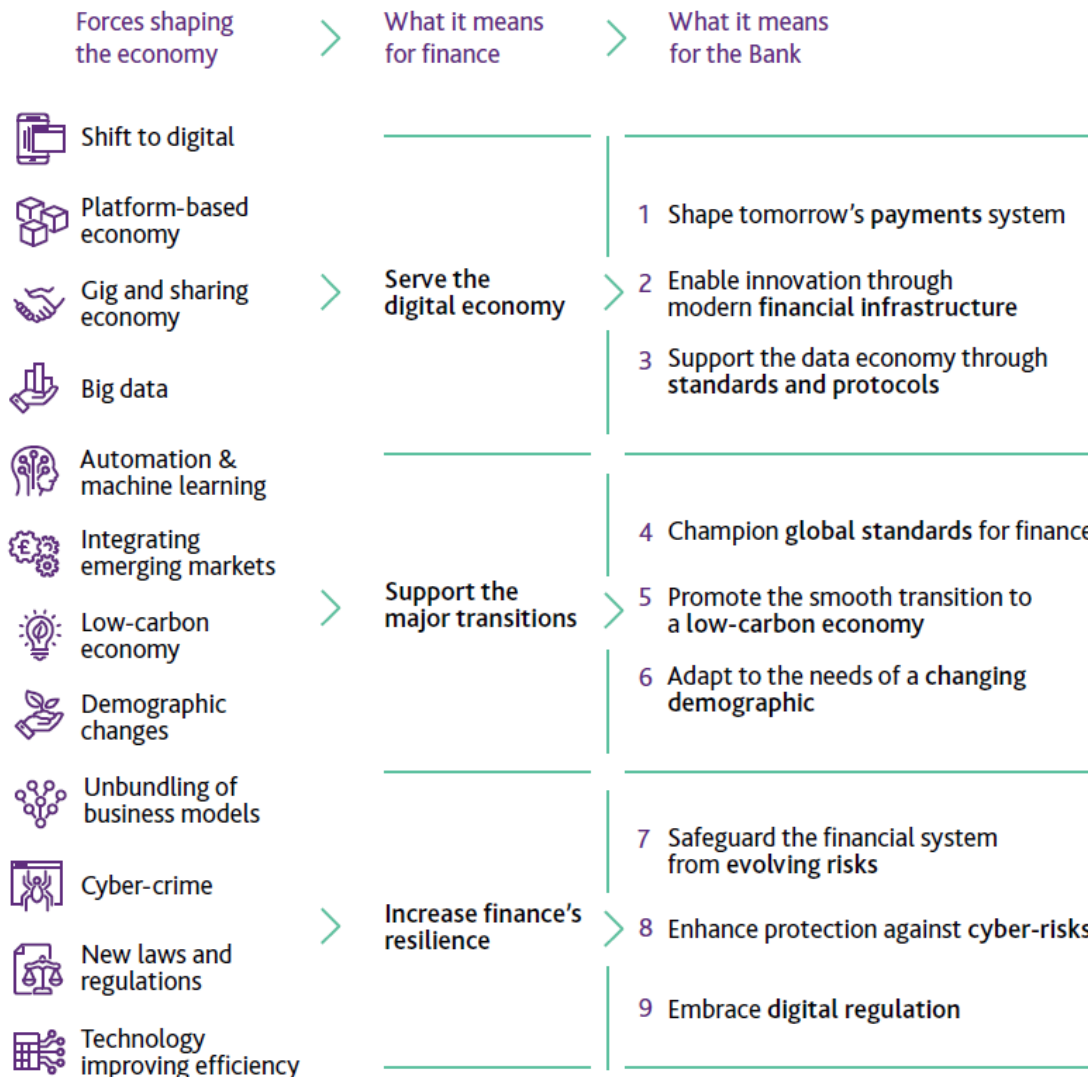 Forces shaping
the economy
What it means
for finance
What it means
for the Bank
Shift to digital
Platform-based
economy
Gig and sharing
economy
Big data
Automation &
machine learning
Integrating
emerging markets
Low-carbon
economy
Demographic
changes
Unbundling of
business models
Cyber-crime
New laws and
regulations
Technology
improving efficiency
Serve the
digital economy
Support the
major transitions
Increase finance's
resilience
1 Shape tomorrow's payments system
2 Enable innovation through
modern financial infrastructure
3 Support the data economy through
standards and protocols
4 Champion global standards for finance
5 Promote the smooth transition to
a low-carbon economy
6 Adapt to the needs of a changing
demographic
7 Safeguard the financial system
from evolving risks
8 Enhance protection against cyber-risks
9 Embrace digital regulation
£